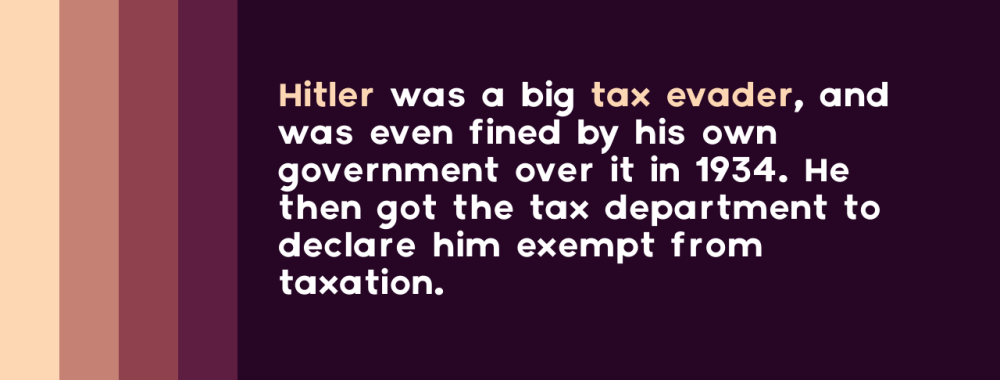 Hitler was a big tax evader, and
was even fined by his own
government over it in 1934. He
then got the tax department to
declare him exempt from
taxation.